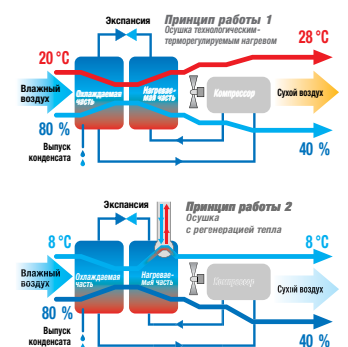 Экспансия
Принцип работы 1
Осушка технологическим-
терморегулируемым нагревом
20 °C
28 °C
Влажный
воздух
Охлаждаемая
часть
Нагревае-
мая часть
Компрессор
Сухой воздух
80 %
40 %
Выпуск
конденсата
Экспансия
Принцип работы 2
Осушка
с регенерацией тепла
8 °C
8 °C
Влажный
воздух
Охлаждаемая
часть
Нагревае-
мая часть
Компрессор
Сухий воздух
80 %
40 %
Выпуск
конденсата